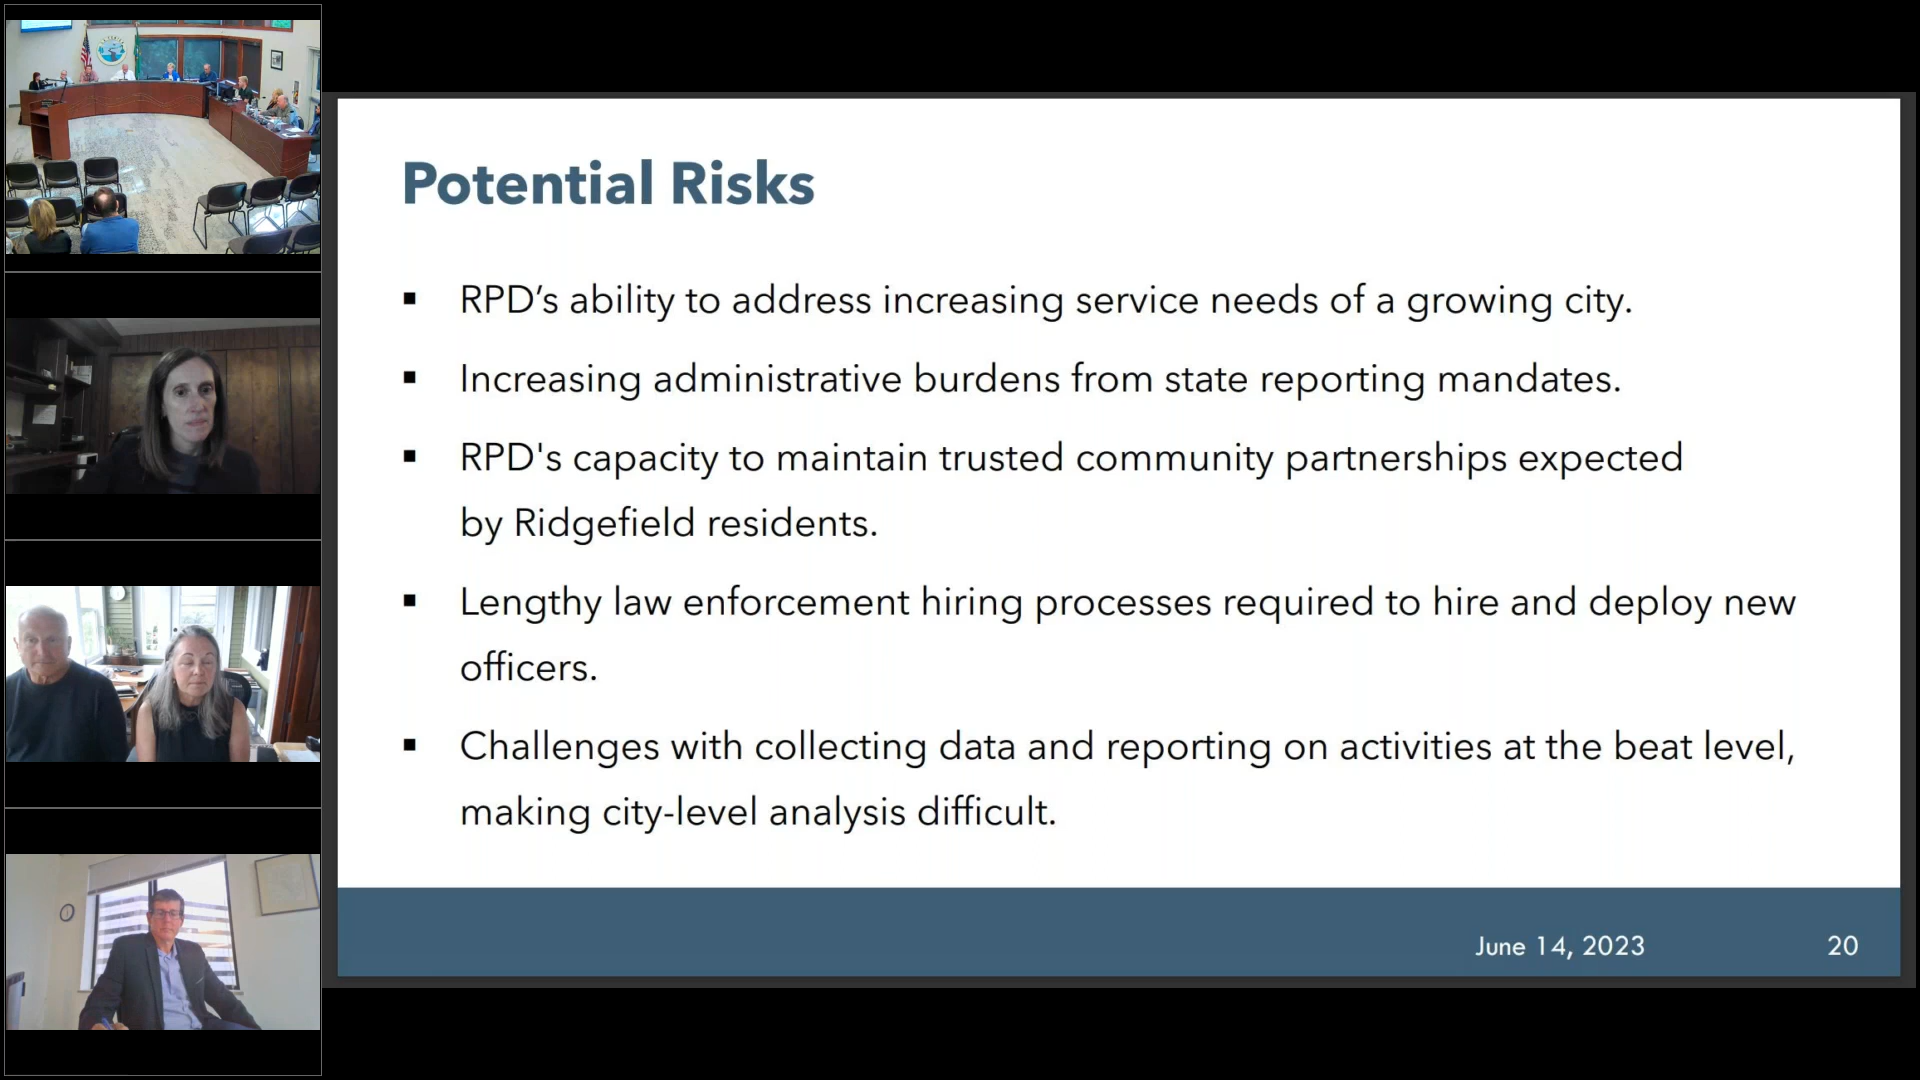 Potential Risks
▪ RPD’s ability to address increasing service needs of a growing city.
▪ Increasing administrative burdens from state reporting mandates.
▪ RPD's capacity to maintain trusted community partnerships expected
by Ridgefield residents.
▪ Lengthy law enforcement hiring processes required to hire and deploy new
officers.
▪ Challenges with collecting data and reporting on activities at the beat level,
making city-level analysis difficult.
June 14, 2023 20